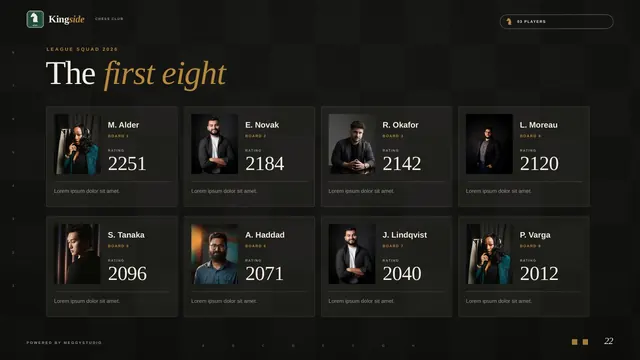 Kingside
CHESS CLUB
63 PLAYERS
LEAGUE SQUAD 2026
The first eight
M. Alder
BOARD 1
RATING
2251
Lorem ipsum dolor sit amet.
E. Novak
BOARD 2
RATING
2184
Lorem ipsum dolor sit amet.
R. Okafor
BOARD 3
RATING
2142
Lorem ipsum dolor sit amet.
L. Moreau
BOARD 4
RATING
2120
Lorem ipsum dolor sit amet.
S. Tanaka
BOARD 5
RATING
2096
Lorem ipsum dolor sit amet.
A. Haddad
BOARD 6
RATING
2071
Lorem ipsum dolor sit amet.
J. Lindqvist
BOARD 7
RATING
2040
Lorem ipsum dolor sit amet.
P. Varga
BOARD 8
RATING
2012
Lorem ipsum dolor sit amet.
POWERED BY NEGGYSTUDIO
22